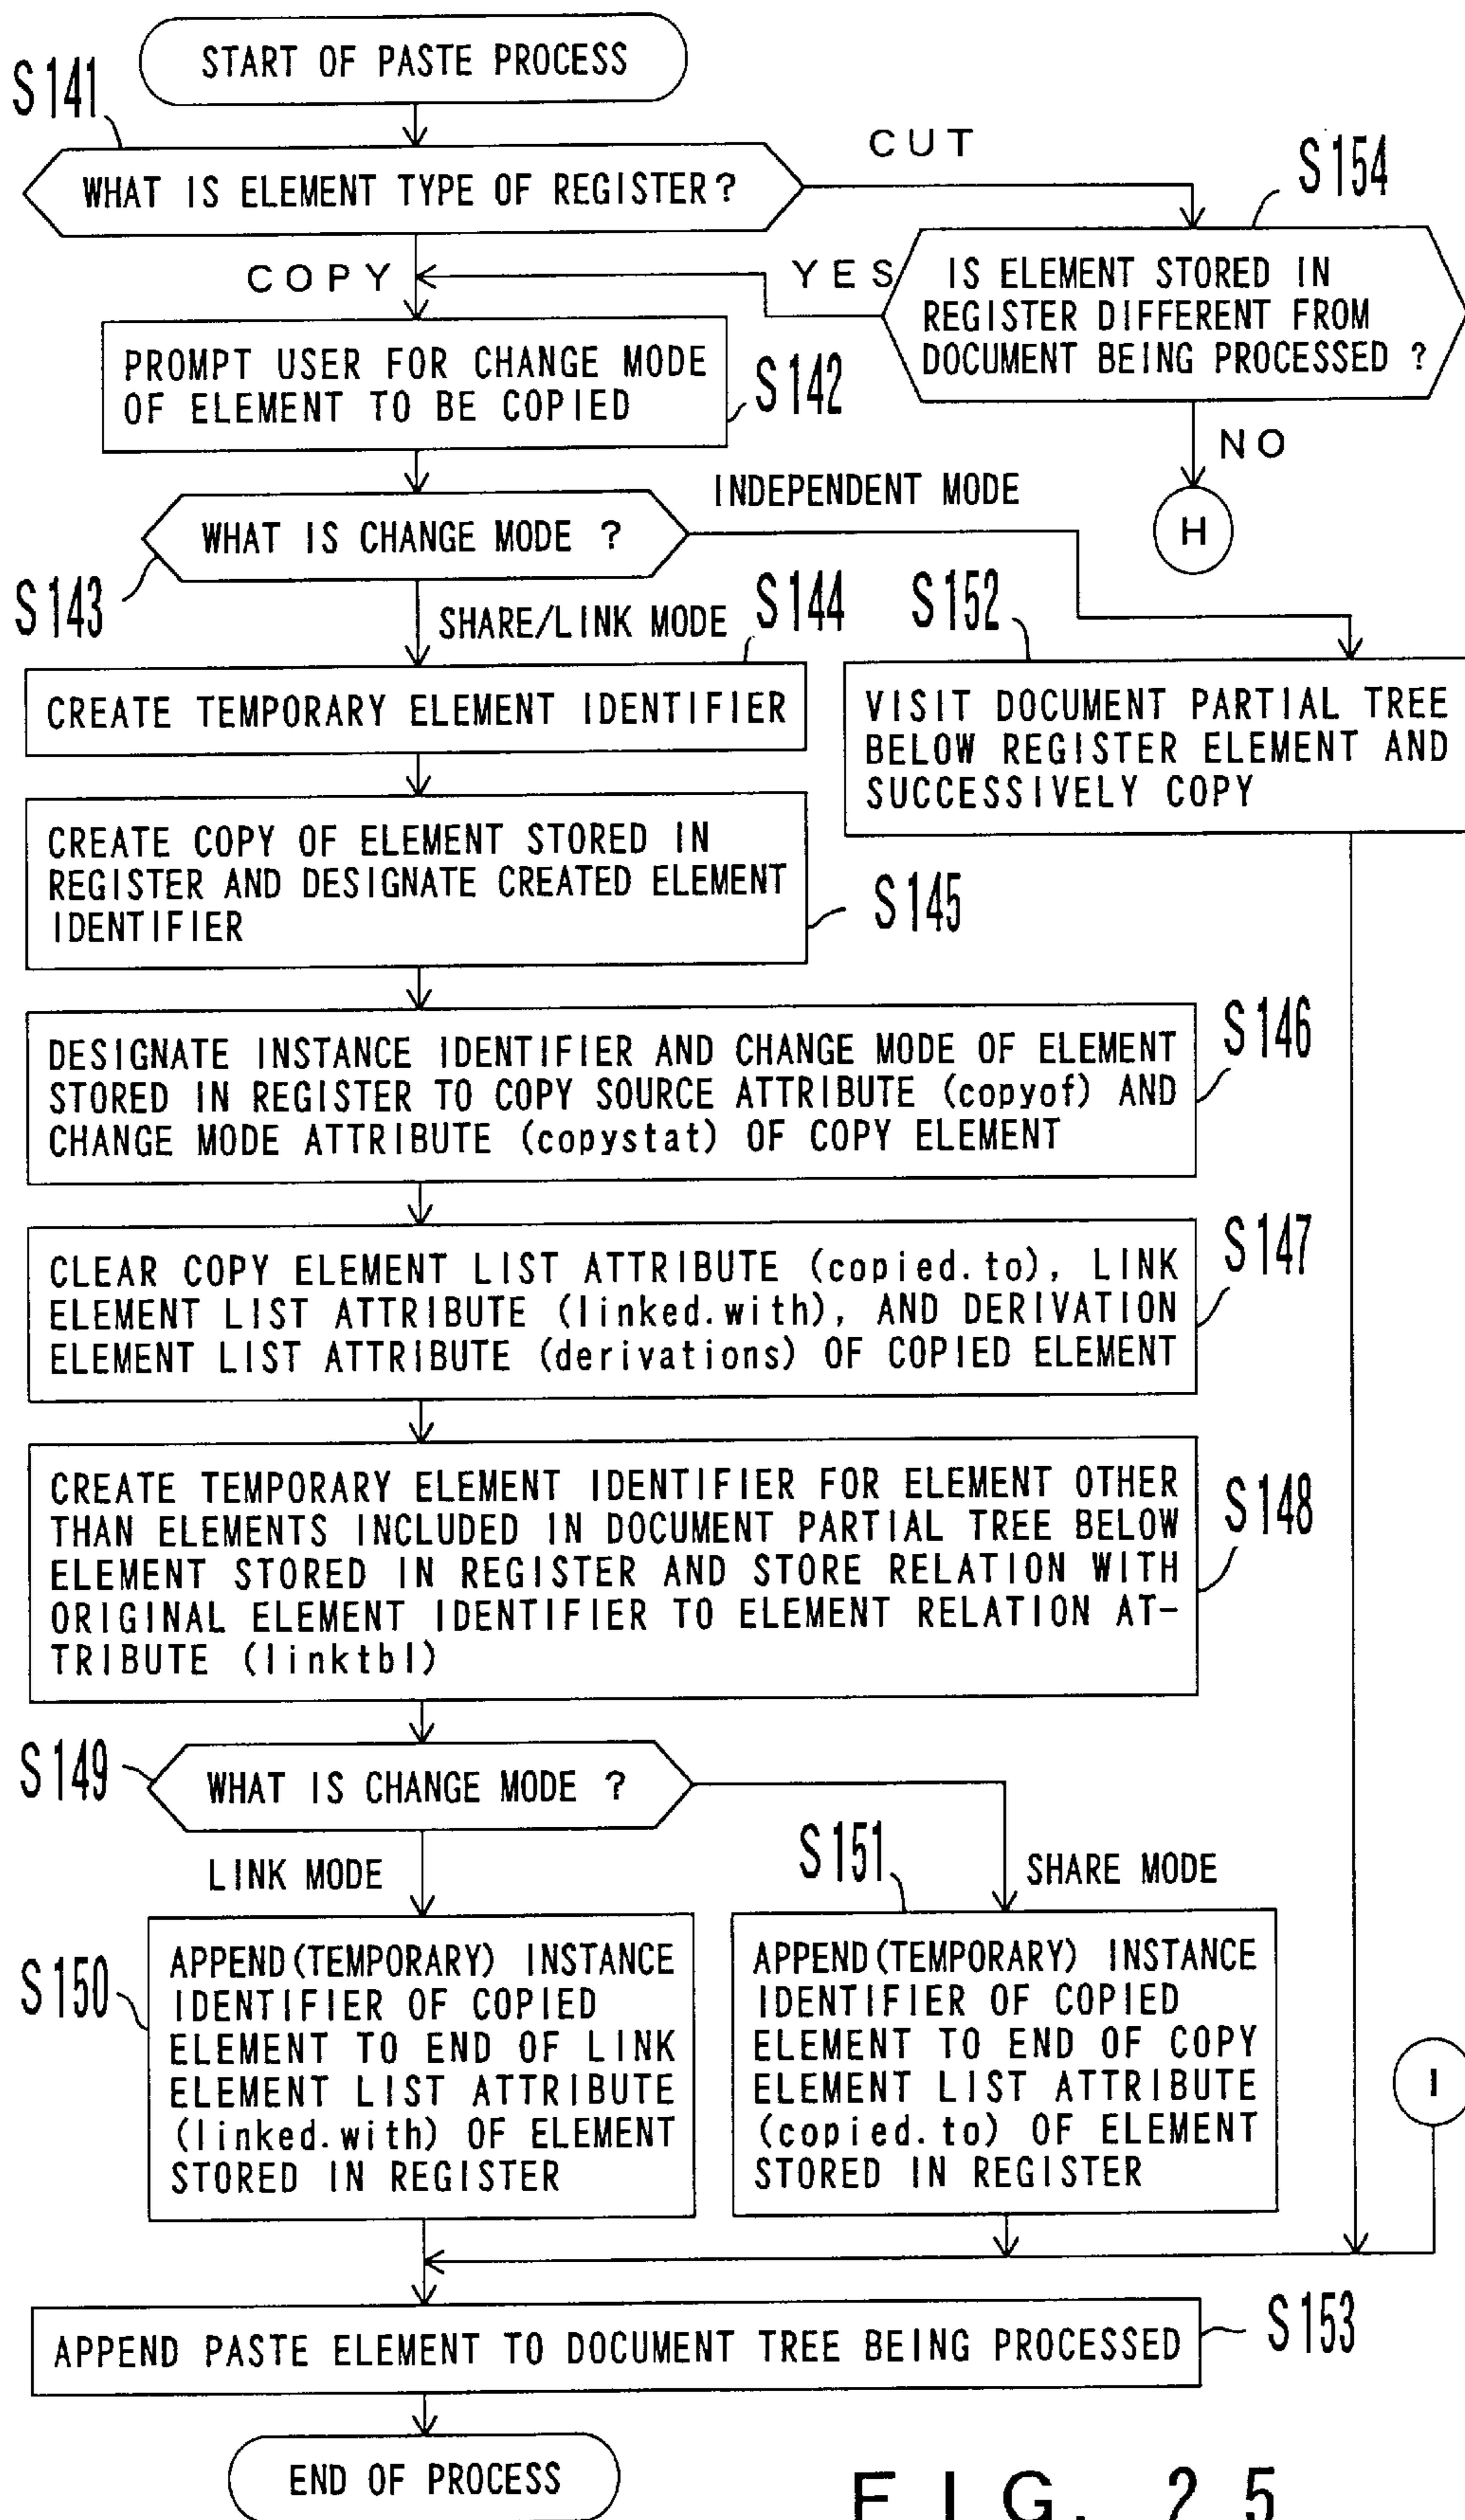 START OF PASTE PROCESS
S141
WHAT IS ELEMENT TYPE OF REGISTER?
CUT
S154
COPY
YES
IS ELEMENT STORED IN
REGISTER DIFFERENT FROM
DOCUMENT BEING PROCESSED ?
PROMPT USER FOR CHANGE MODE
OF ELEMENT TO BE COPIED
S142
NO
H
INDEPENDENT MODE
WHAT IS CHANGE MODE ?
S143
SHARE/LINK MODE
S144
S152
CREATE TEMPORARY ELEMENT IDENTIFIER
VISIT DOCUMENT PARTIAL TREE
BELOW REGISTER ELEMENT AND
SUCCESSIVELY COPY
CREATE COPY OF ELEMENT STORED IN
REGISTER AND DESIGNATE CREATED ELEMENT
IDENTIFIER
S145
DESIGNATE INSTANCE IDENTIFIER AND CHANGE MODE OF ELEMENT
STORED IN REGISTER TO COPY SOURCE ATTRIBUTE (copyof) AND
CHANGE MODE ATTRIBUTE (copystat) OF COPY ELEMENT
S146
CLEAR COPY ELEMENT LIST ATTRIBUTE (copied.to), LINK
ELEMENT LIST ATTRIBUTE (linked.with), AND DERIVATION
ELEMENT LIST ATTRIBUTE (derivations) OF COPIED ELEMENT
S147
CREATE TEMPORARY ELEMENT IDENTIFIER FOR ELEMENT OTHER
THAN ELEMENTS INCLUDED IN DOCUMENT PARTIAL TREE BELOW
ELEMENT STORED IN REGISTER AND STORE RELATION WITH
ORIGINAL ELEMENT IDENTIFIER TO ELEMENT RELATION AT-
TRIBUTE (linktbl)
S148
S149
WHAT IS CHANGE MODE ?
LINK MODE
S151
SHARE MODE
S150
APPEND(TEMPORARY) INSTANCE
IDENTIFIER OF COPIED
ELEMENT TO END OF LINK
ELEMENT LIST ATTRIBUTE
(linked.with) OF ELEMENT
STORED IN REGISTER
APPEND(TEMPORARY) INSTANCE
IDENTIFIER OF COPIED
ELEMENT TO END OF COPY
ELEMENT LIST ATTRIBUTE
(copied.to) OF ELEMENT
STORED IN REGISTER
I
APPEND PASTE ELEMENT TO DOCUMENT TREE BEING PROCESSED
S153
END OF PROCESS
FIG. 25